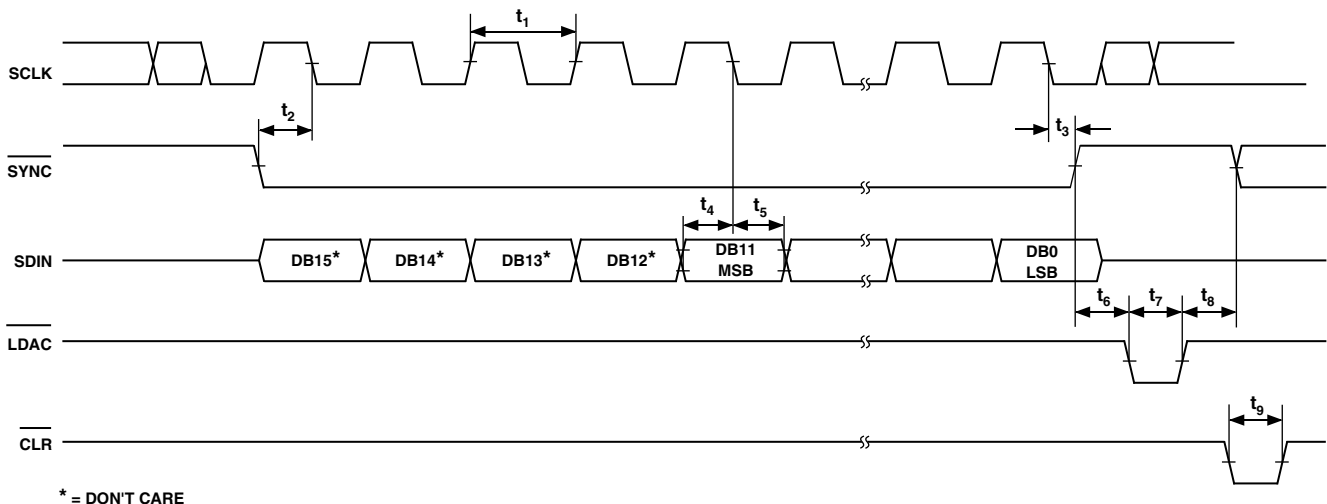 t1
SCLK
t2
t3
SYNC
t4
t5
SDIN
DB15*
DB14*
DB13*
DB12*
DB11
MSB
DB0
LSB
t6
t7
t8
LDAC
t9
CLR
* = DON'T CARE